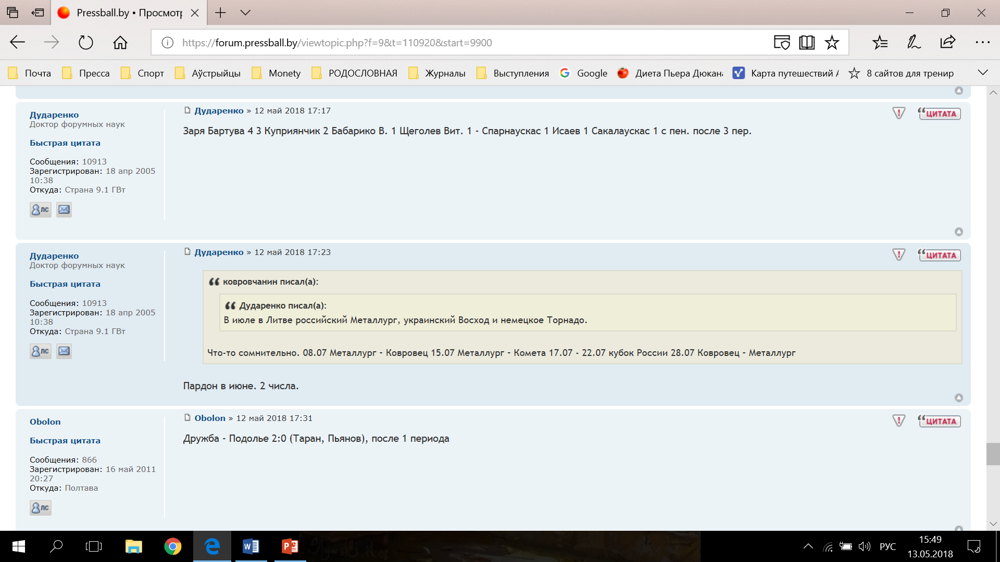 Pressball.by • Просмотр
https://forum.pressball.by/viewtopic.php?f=9&t=110920&start=9900
Почта Пресса Спорт Аўстрыйцы Monety РОДОСЛОВНАЯ Журналы Выступления Google Диета Пьера Дюкан Карта путешествий 8 сайтов для тренир
Дударенко
Доктор форумных наук
Быстрая цитата
Сообщения: 10913
Зарегистрирован: 18 апр 2005
10:38
Откуда: Страна 9.1 ГВт
лс
Дударенко » 12 май 2018 17:17
ЦИТАТА
Заря Бартува 4 3 Куприянчик 2 Бабарико В. 1 Щеголев Вит. 1 - Спарнаускас 1 Исаев 1 Сакалаускас 1 с пен. после 3 пер.
Дударенко
Доктор форумных наук
Быстрая цитата
Сообщения: 10913
Зарегистрирован: 18 апр 2005
10:38
Откуда: Страна 9.1 ГВт
лс
Дударенко » 12 май 2018 17:23
ЦИТАТА
ковровчанин писал(а):
Дударенко писал(а):
В июле в Литве российский Металлург, украинский Восход и немецкое Торнадо.
Что-то сомнительно. 08.07 Металлург - Ковровец 15.07 Металлург - Комета 17.07 - 22.07 кубок России 28.07 Ковровец - Металлург
Пардон в июне. 2 числа.
Obolon
Быстрая цитата
Сообщения: 866
Зарегистрирован: 16 май 2011
20:27
Откуда: Полтава
лс
Obolon » 12 май 2018 17:31
ЦИТАТА
Дружба - Подолье 2:0 (Таран, Пьянов), после 1 периода
РУС
15:49
13.05.2018